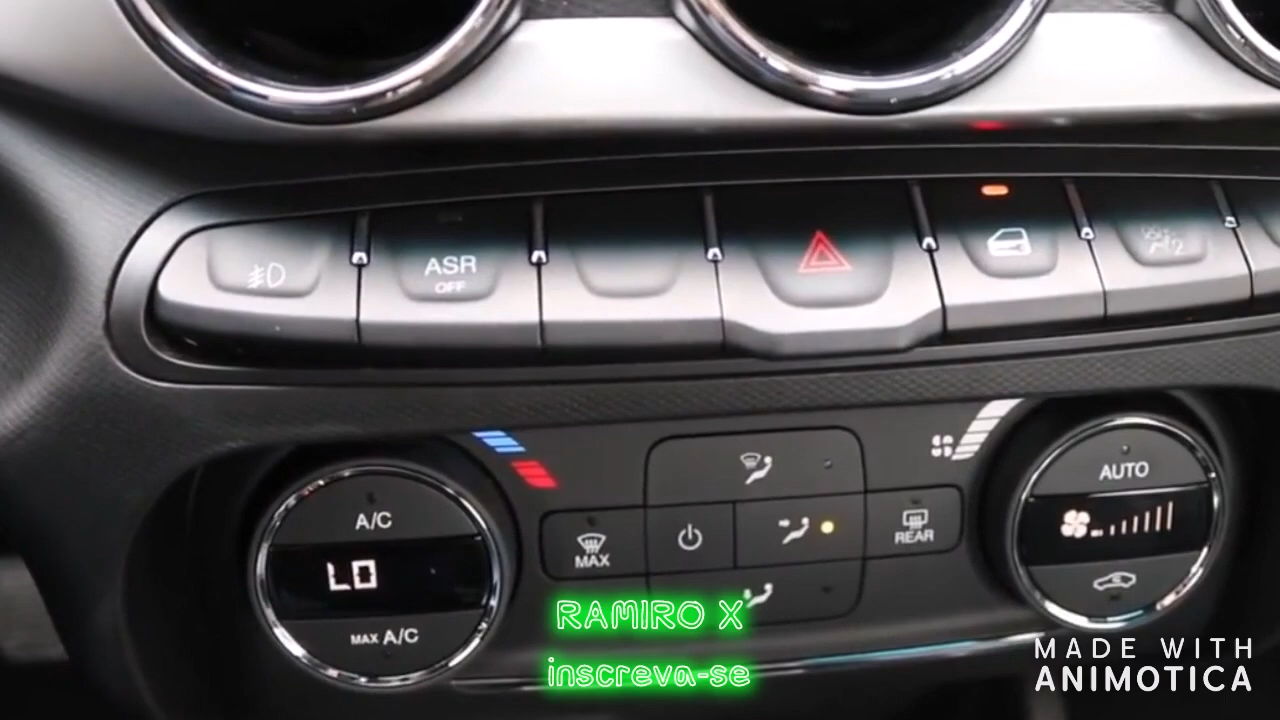 ASR
OFF
A/C
LO
MAX A/C
MAX
REAR
AUTO
RAMIRO X
inscreva-se
MADE WITH
ANIMOTICA